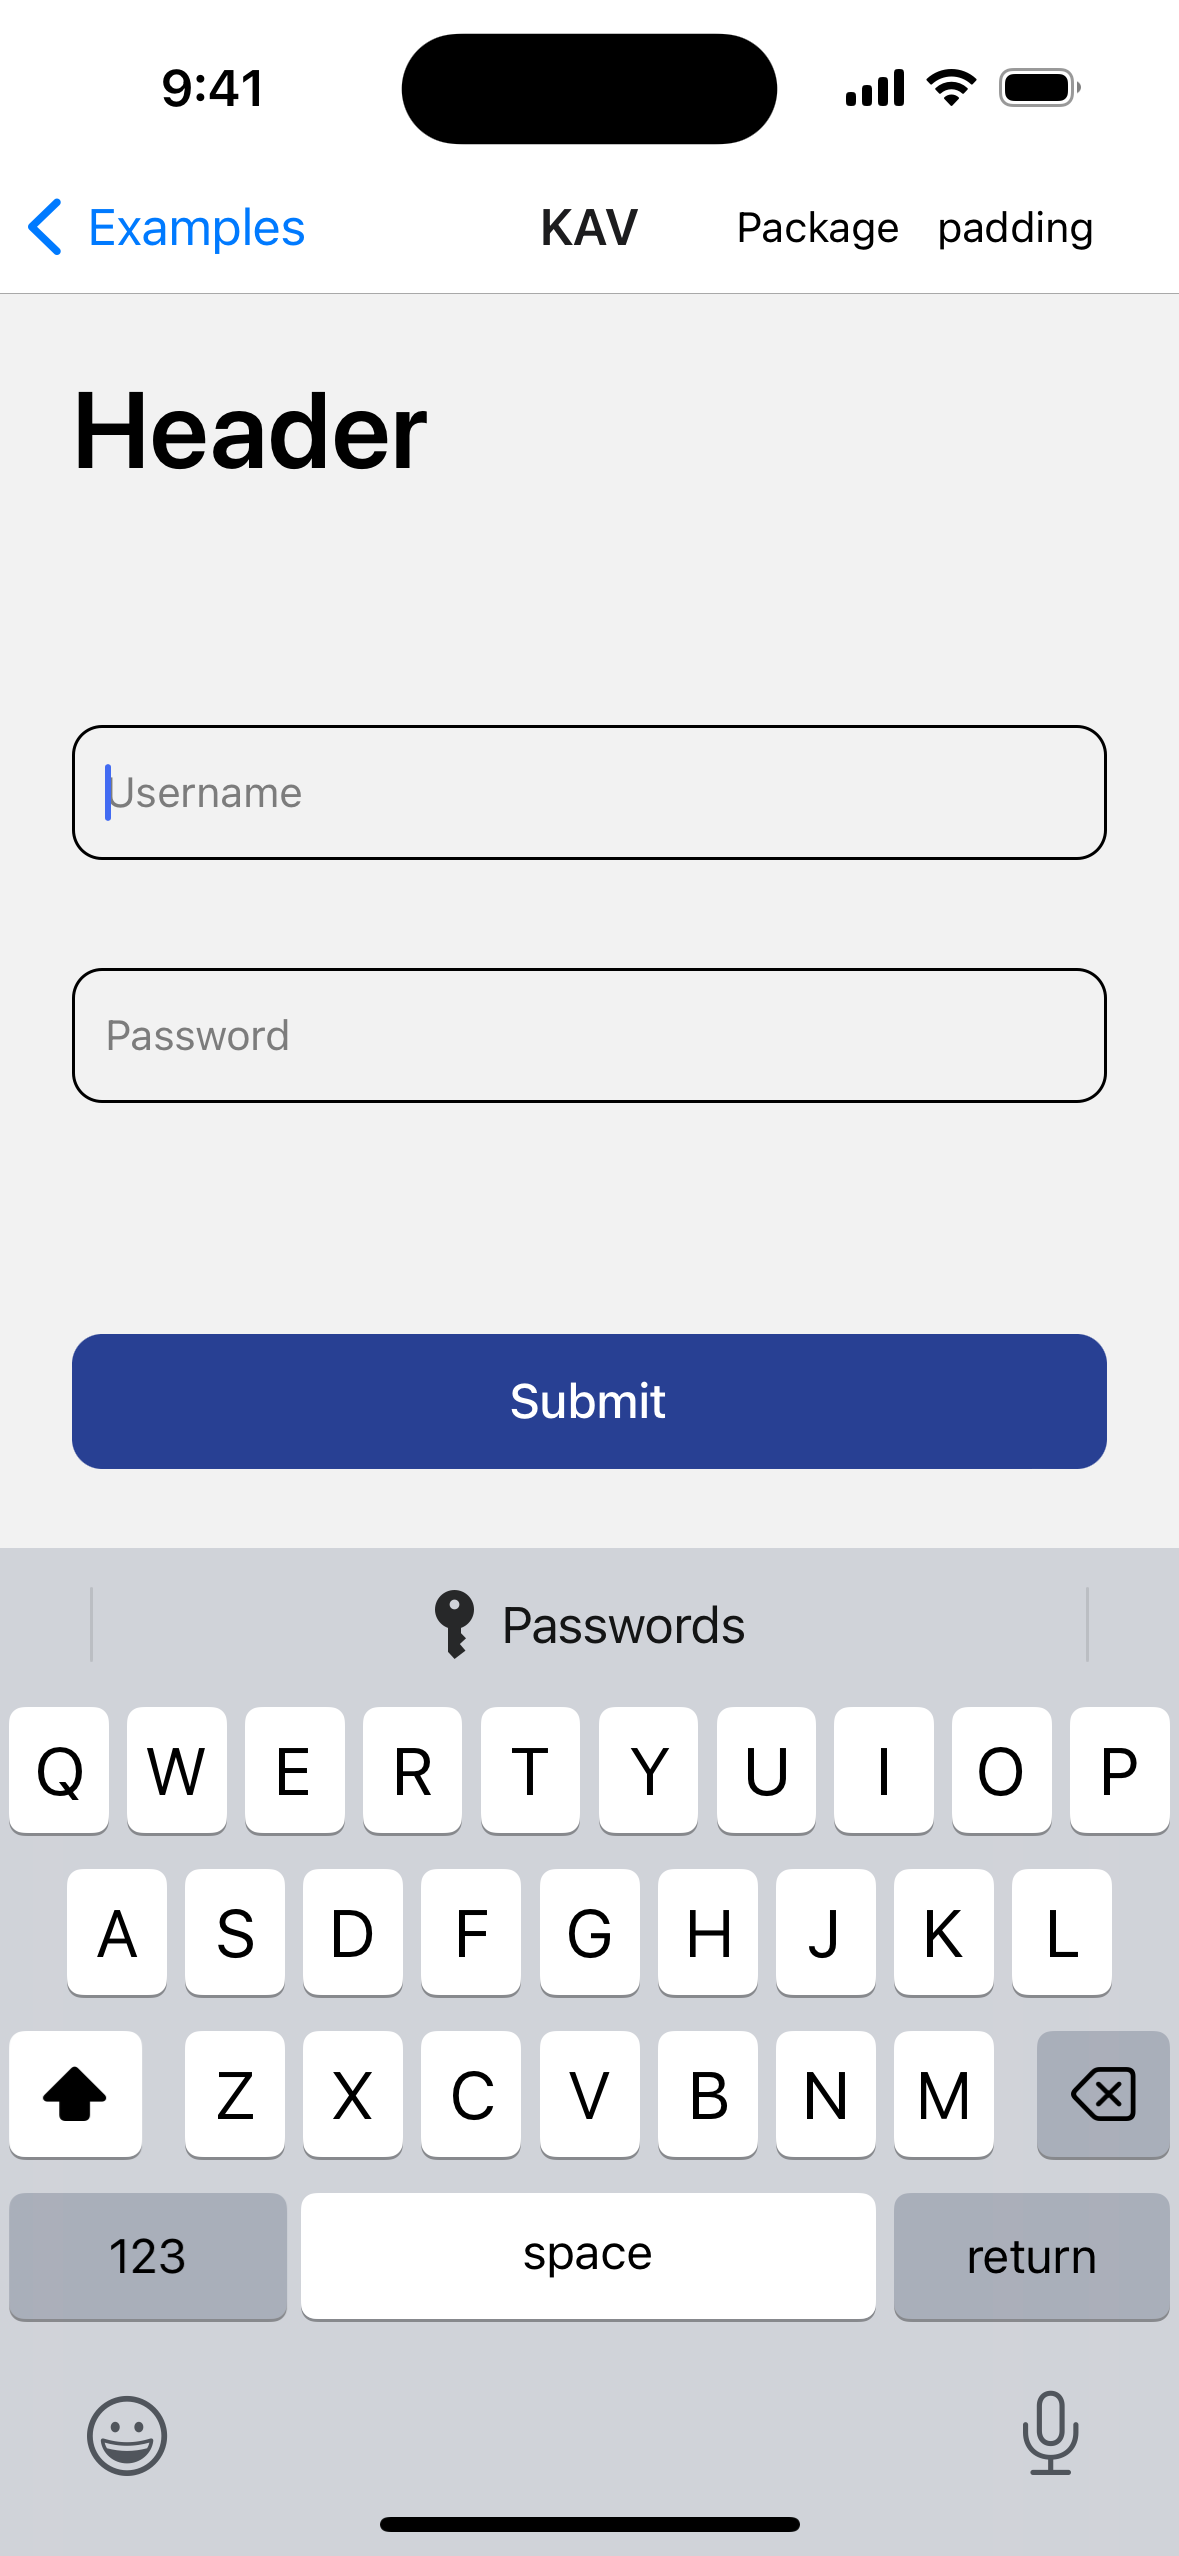 9:41
Examples KAV Package padding
Header
Username
Password
Submit
Passwords
Q W E R T Y U I O P
A S D F G H J K L
Z X C V B N M
123 space return